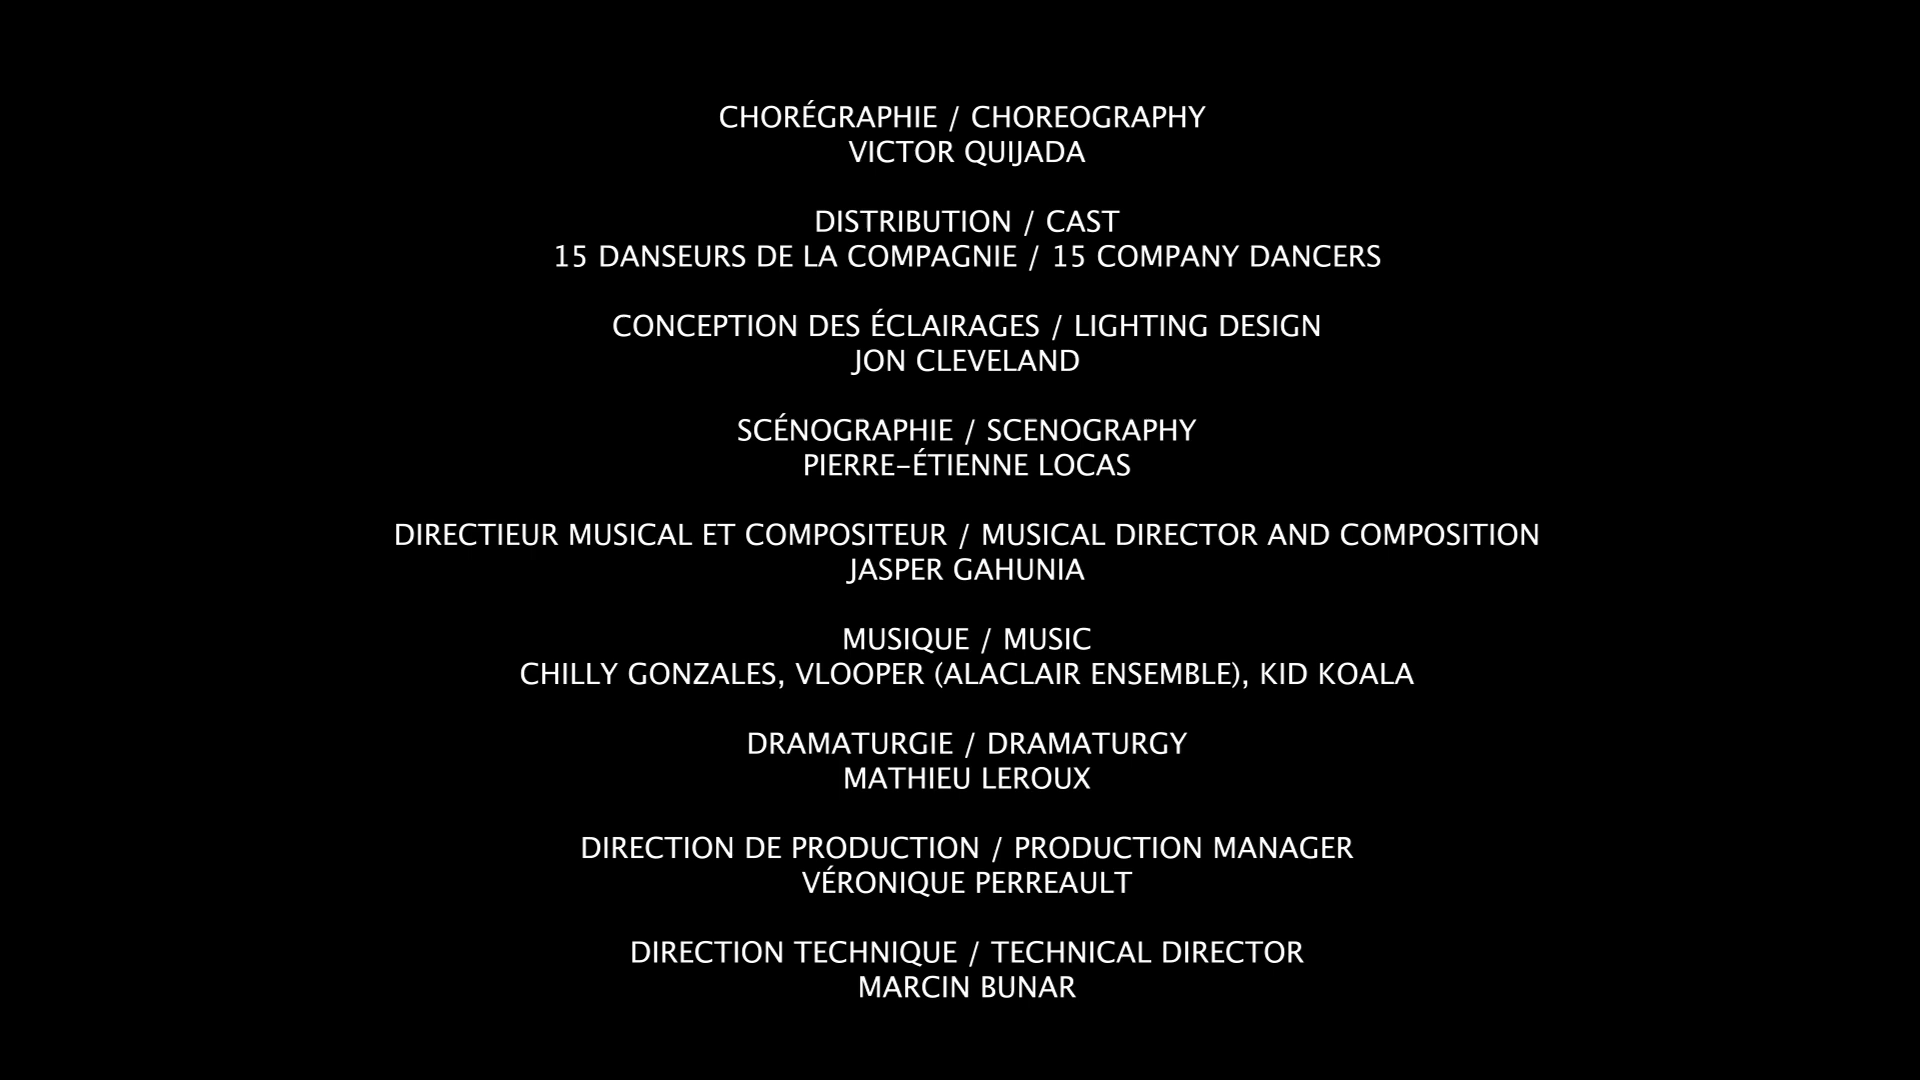 CHORÉGRAPHIE / CHOREOGRAPHY
VICTOR QUIJADA
DISTRIBUTION / CAST
15 DANSEURS DE LA COMPAGNIE / 15 COMPANY DANCERS
CONCEPTION DES ÉCLAIRAGES / LIGHTING DESIGN
JON CLEVELAND
SCÉNOGRAPHIE / SCENOGRAPHY
PIERRE-ÉTIENNE LOCAS
DIRECTIEUR MUSICAL ET COMPOSITEUR / MUSICAL DIRECTOR AND COMPOSITION
JASPER GAHUNIA
MUSIQUE / MUSIC
CHILLY GONZALES, VLOOPER (ALACLAIR ENSEMBLE), KID KOALA
DRAMATURGIE / DRAMATURGY
MATHIEU LEROUX
DIRECTION DE PRODUCTION / PRODUCTION MANAGER
VÉRONIQUE PERREAULT
DIRECTION TECHNIQUE / TECHNICAL DIRECTOR
MARCIN BUNAR